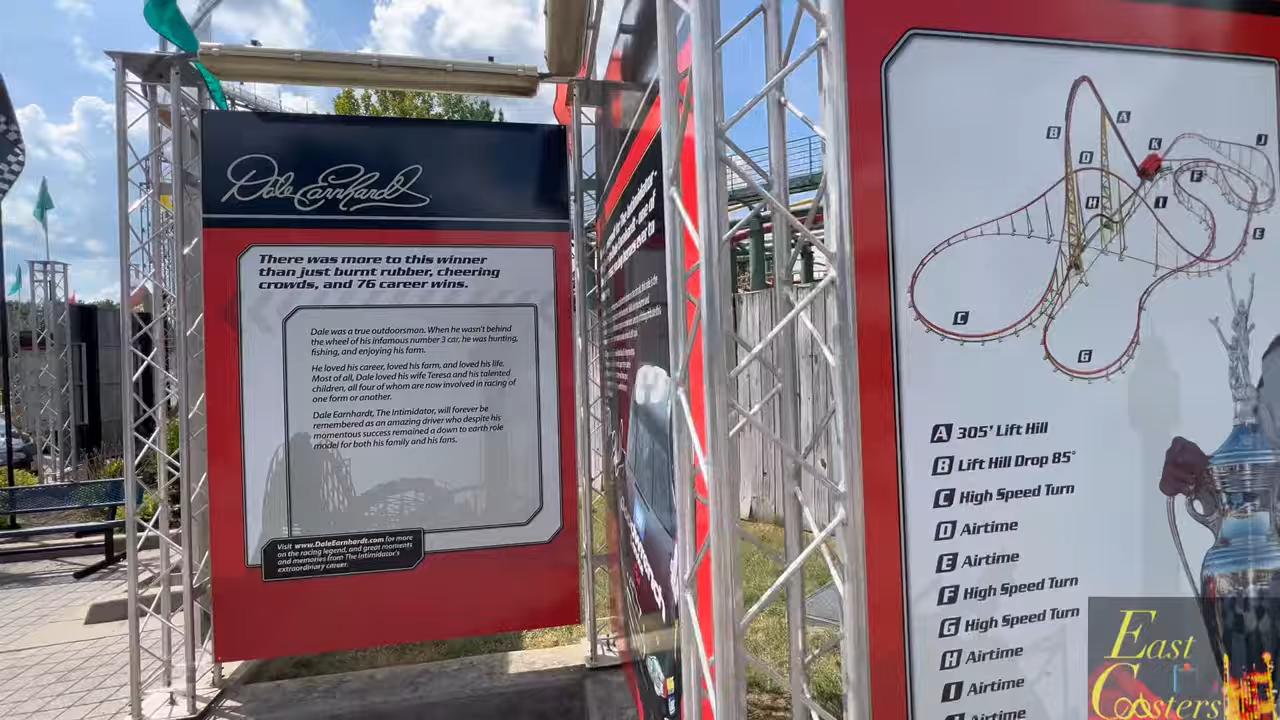 Dale Earnhardt
There was more to this winner
than just burnt rubber, cheering
crowds, and 76 career wins.
Dale was a true outdoorsman. When he wasn't behind
the wheel of his infamous number 3 car, he was hunting,
fishing, and enjoying his farm.
He loved his career, loved his farm, and loved his life.
Most of all, Dale loved his wife Teresa and his talented
children, all four of whom are now involved in racing of
one form or another.
Dale Earnhardt, The Intimidator, will forever be
remembered as an amazing driver who despite his
momentous success remained a down to earth role
model for both his family and his fans.
Visit www.DaleEarnhardt.com for more
on the racing legend, and great moments
and memories from The Intimidator's
extraordinary career.
A
B
D
K
J
F
H
I
E
C
G
A 305' Lift Hill
B Lift Hill Drop 85°
C High Speed Turn
D Airtime
E Airtime
F High Speed Turn
G High Speed Turn
H Airtime
I Airtime
J Airtime
East
Coasters